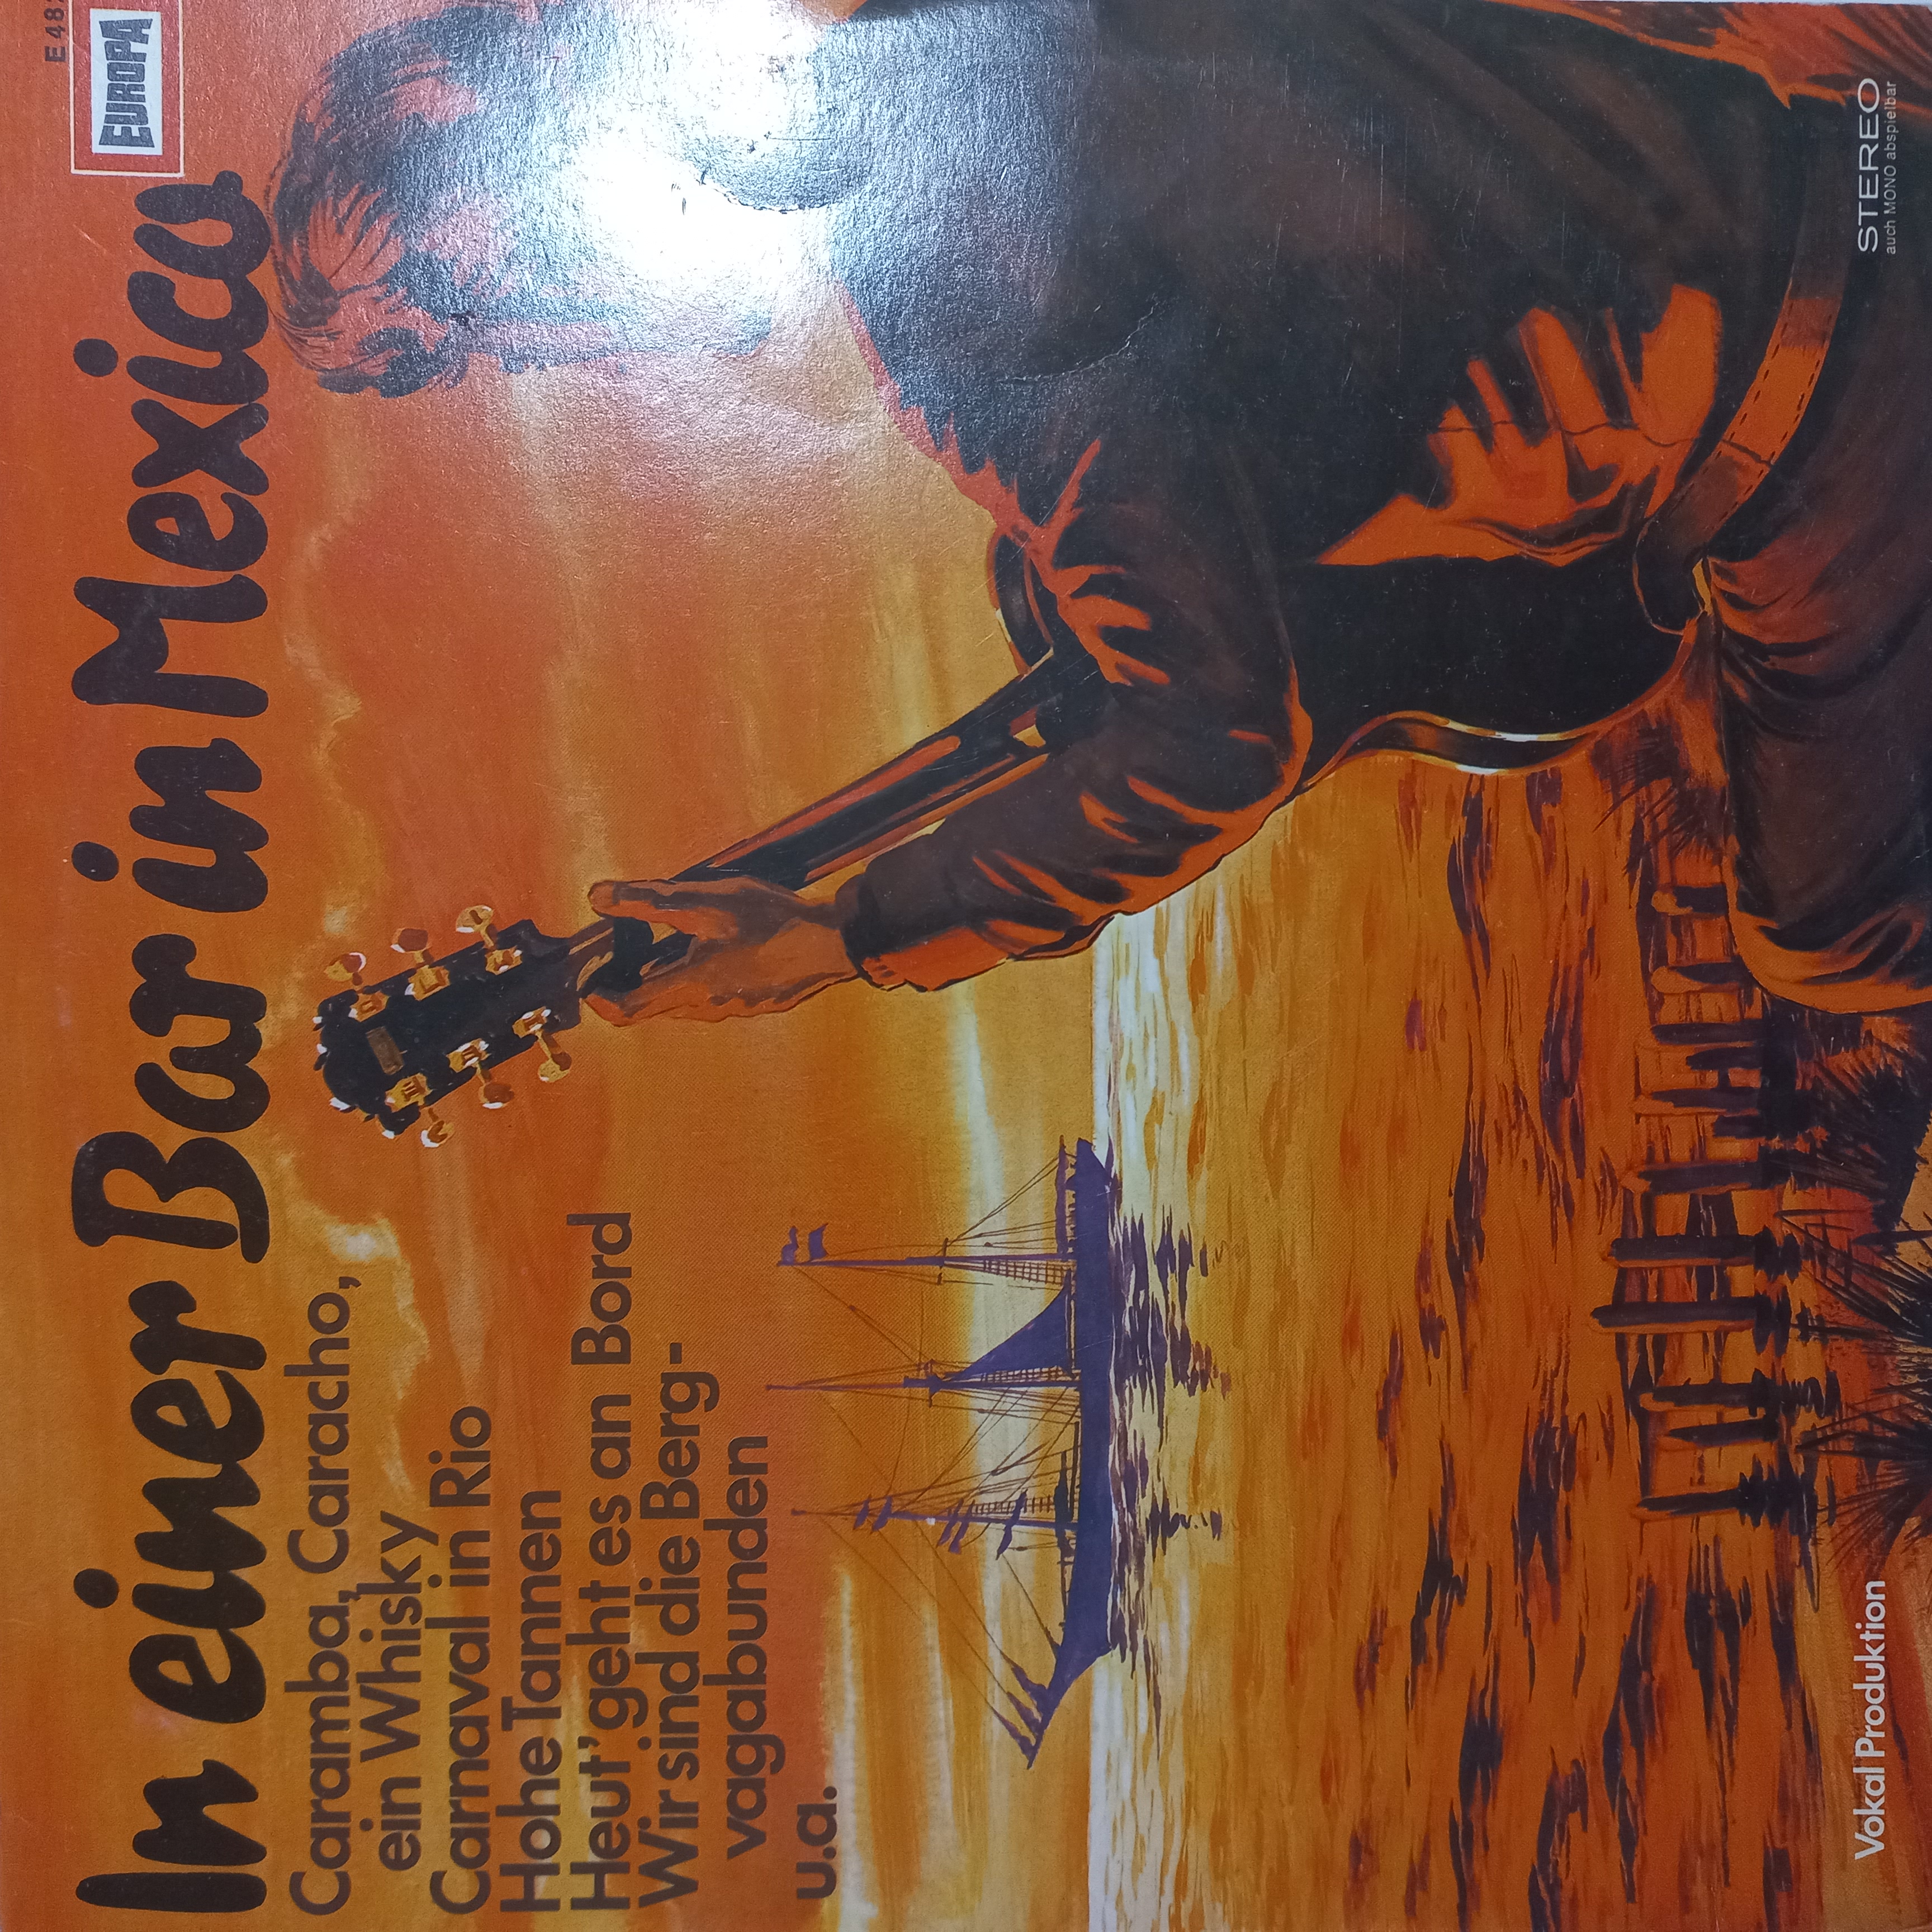 E 48
EUROPA
In einer Bar in Mexico
Caramba, Caracho,
ein Whisky
Carnaval in Rio
Hohe Tannen
Heut' geht es an Bord
Wir sind die Berg-
vagabunden
u.a.
Vokal Produktion
STEREO
auch MONO abspielbar